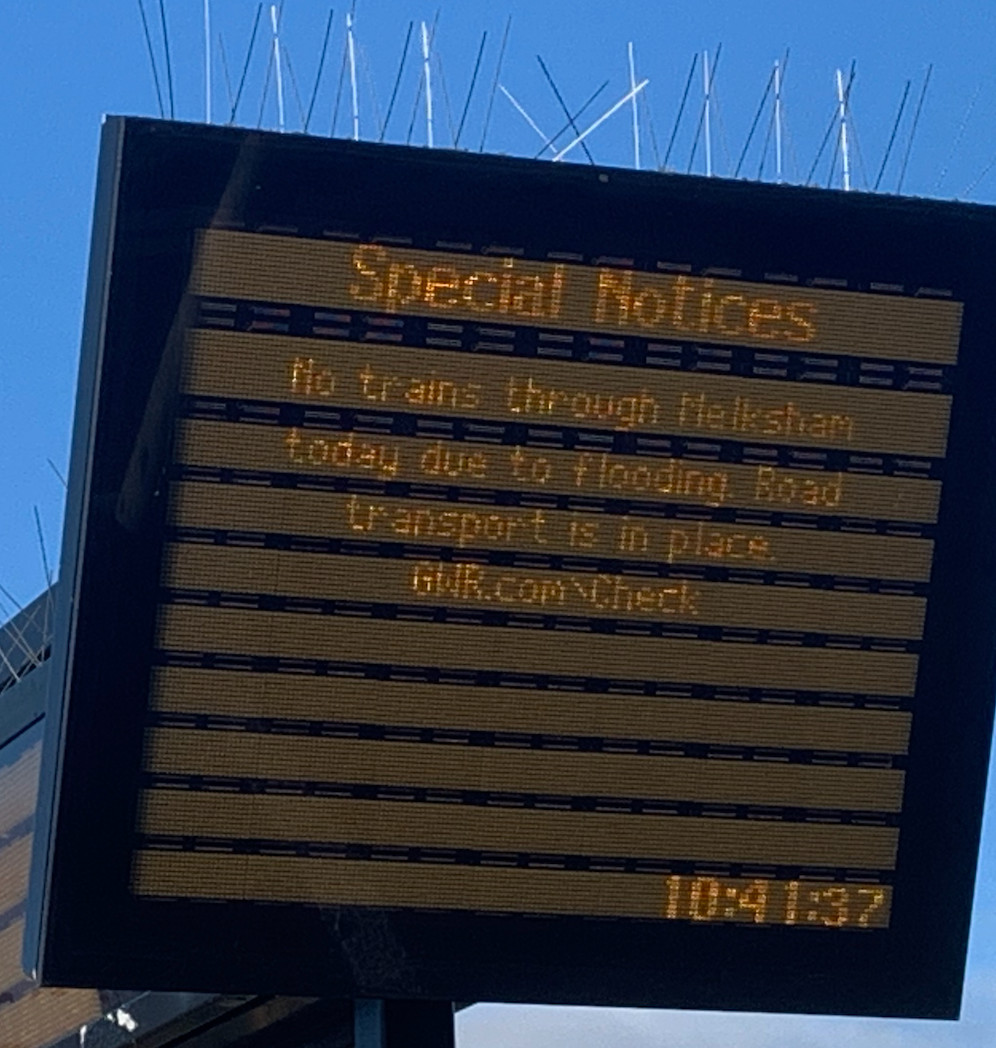 Special Notices
No trains through Melksham
today due to flooding. Road
transport is in place.
GWR.com\Check
10:41:37